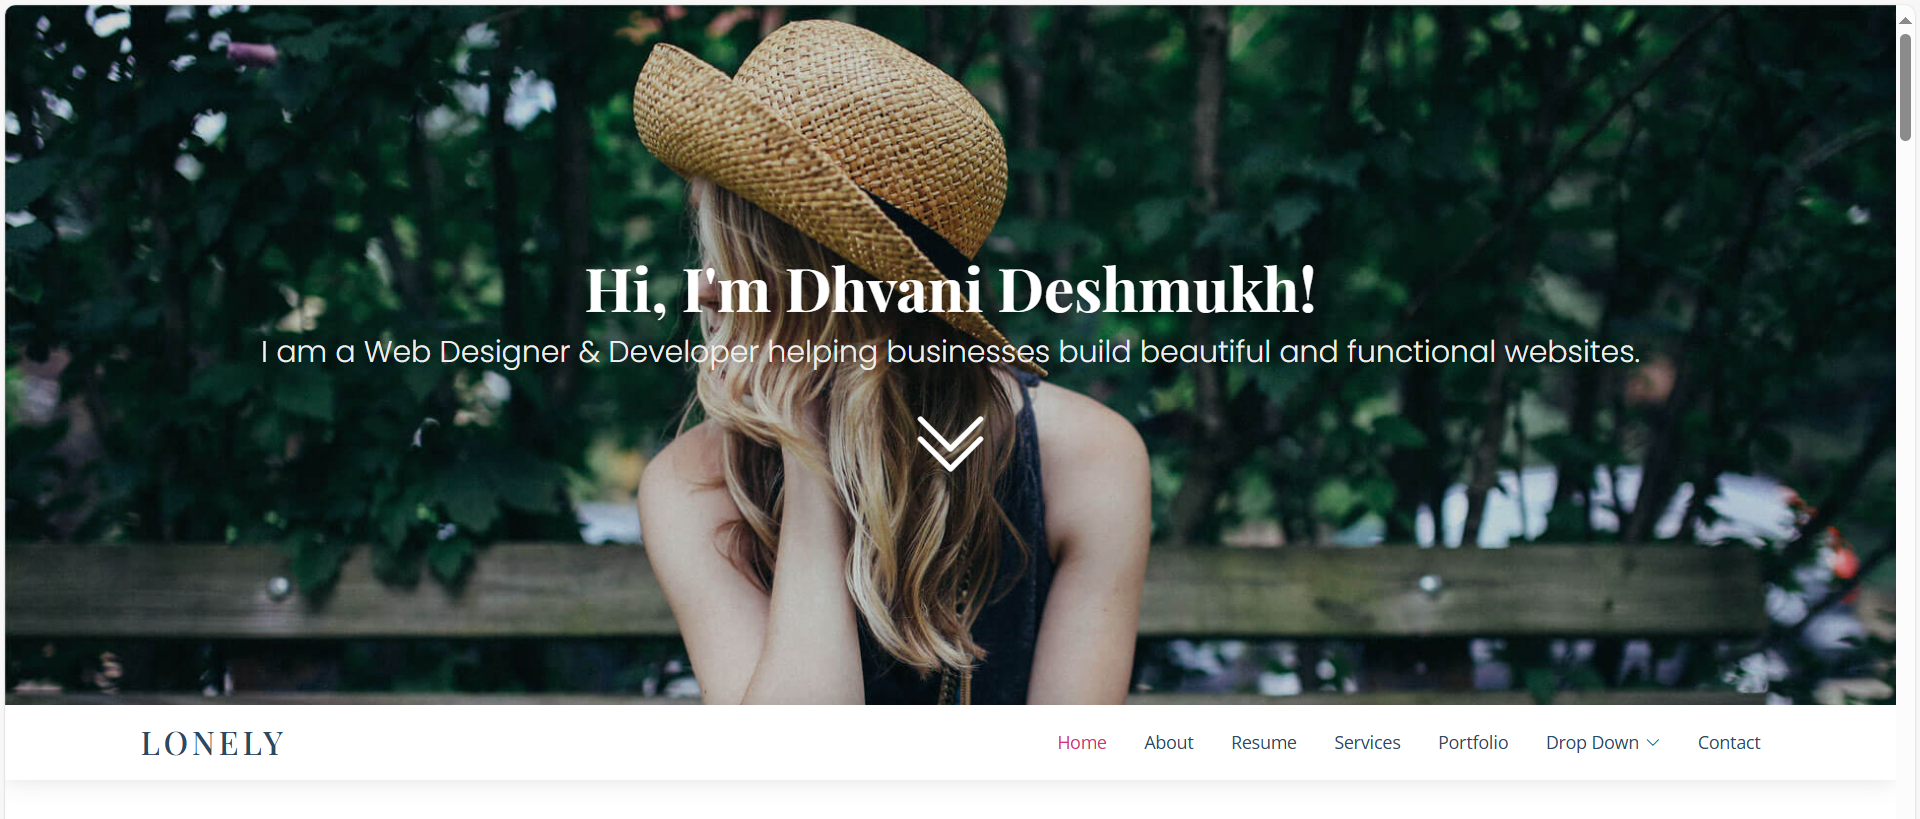 Hi, I'm Dhvani Deshmukh!
I am a Web Designer & Developer helping businesses build beautiful and functional websites.
LONELY
Home About Resume Services Portfolio Drop Down Contact